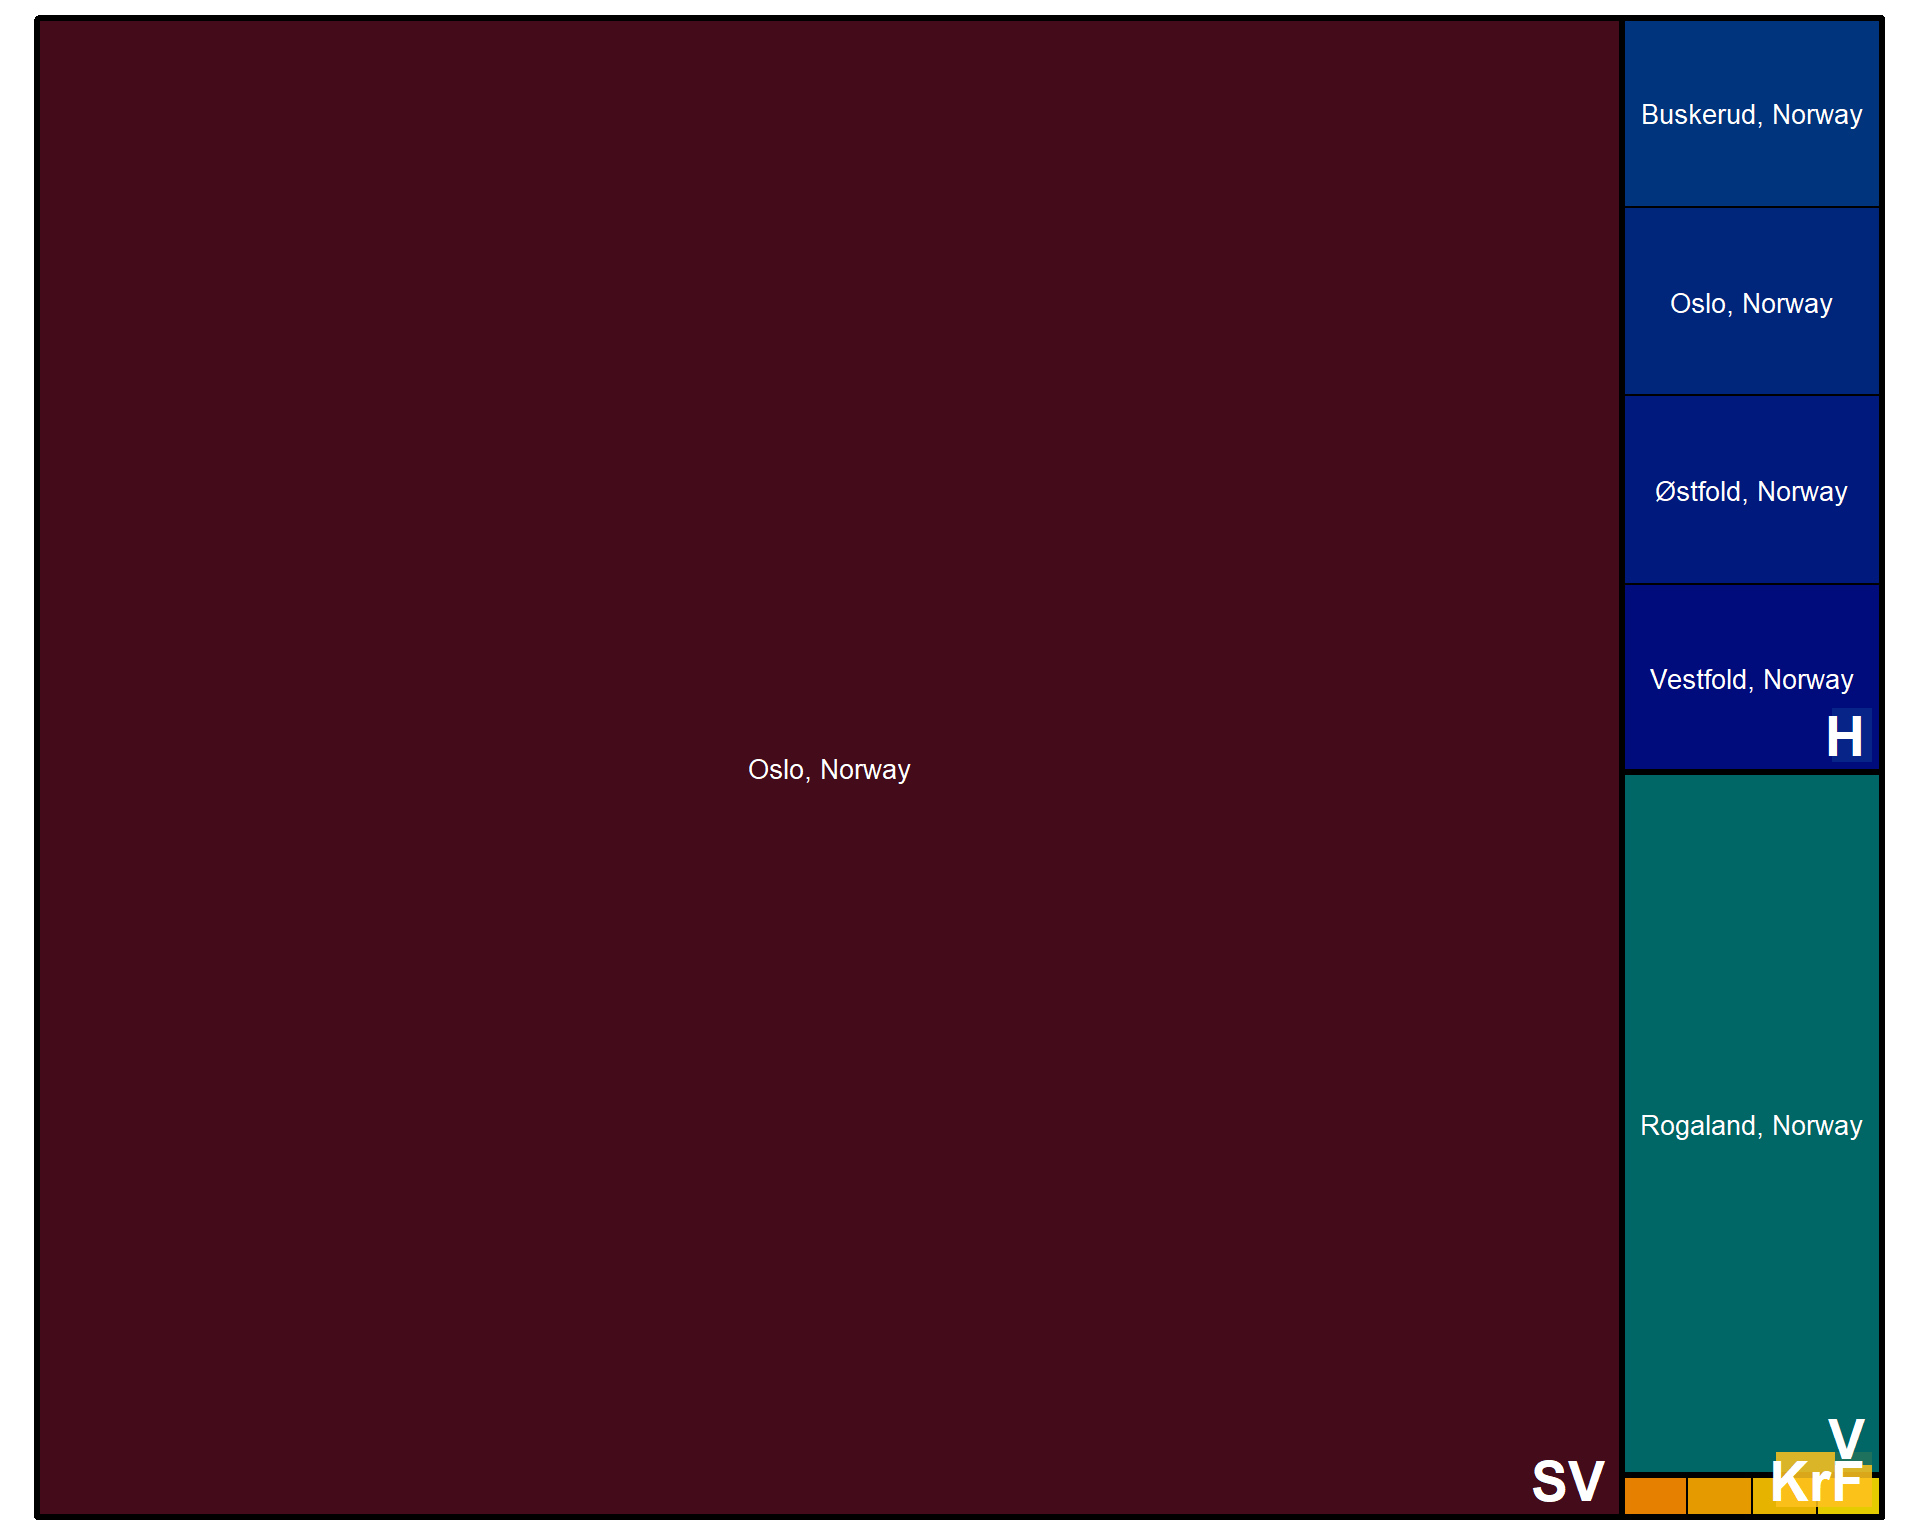 Oslo, Norway
SV
Buskerud, Norway
Oslo, Norway
Østfold, Norway
Vestfold, Norway
H
Rogaland, Norway
V
KrF